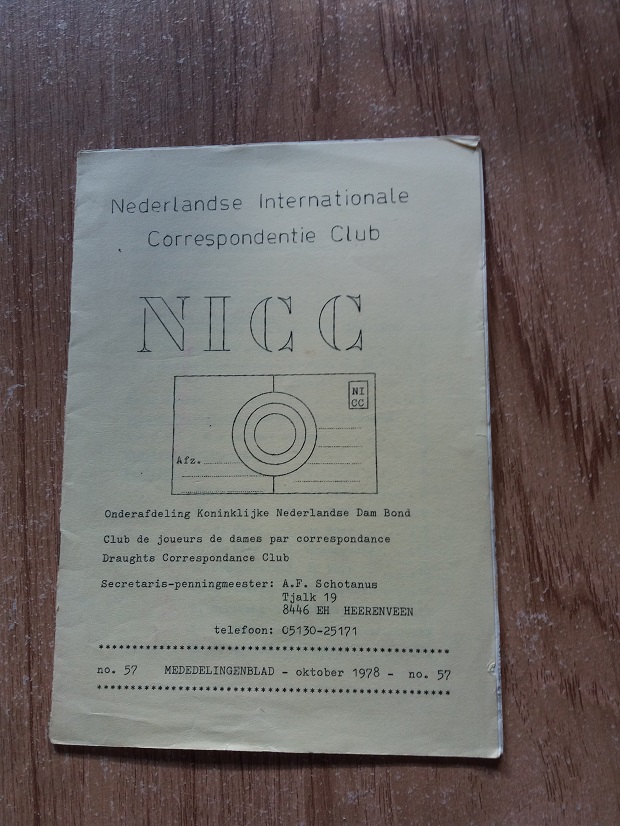 Nederlandse Internationale
Correspondentie Club
NICC
NI
CC
Afz.
Onderafdeling Koninklijke Nederlandse Dam Bond
Club de joueurs de dames par correspondance
Draughts Correspondance Club
Secretaris-penningmeester: A.F. Schotanus
Tjalk 19
8446 EH HEERENVEEN
telefoon: 05130-25171
no. 57 MEDEDELINGENBLAD - oktober 1978 - no. 57